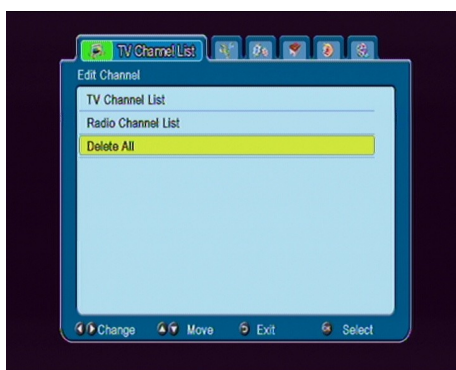 TV Channel List
Edit Channel
TV Channel List
Radio Channel List
Delete All
Change Move Exit Select